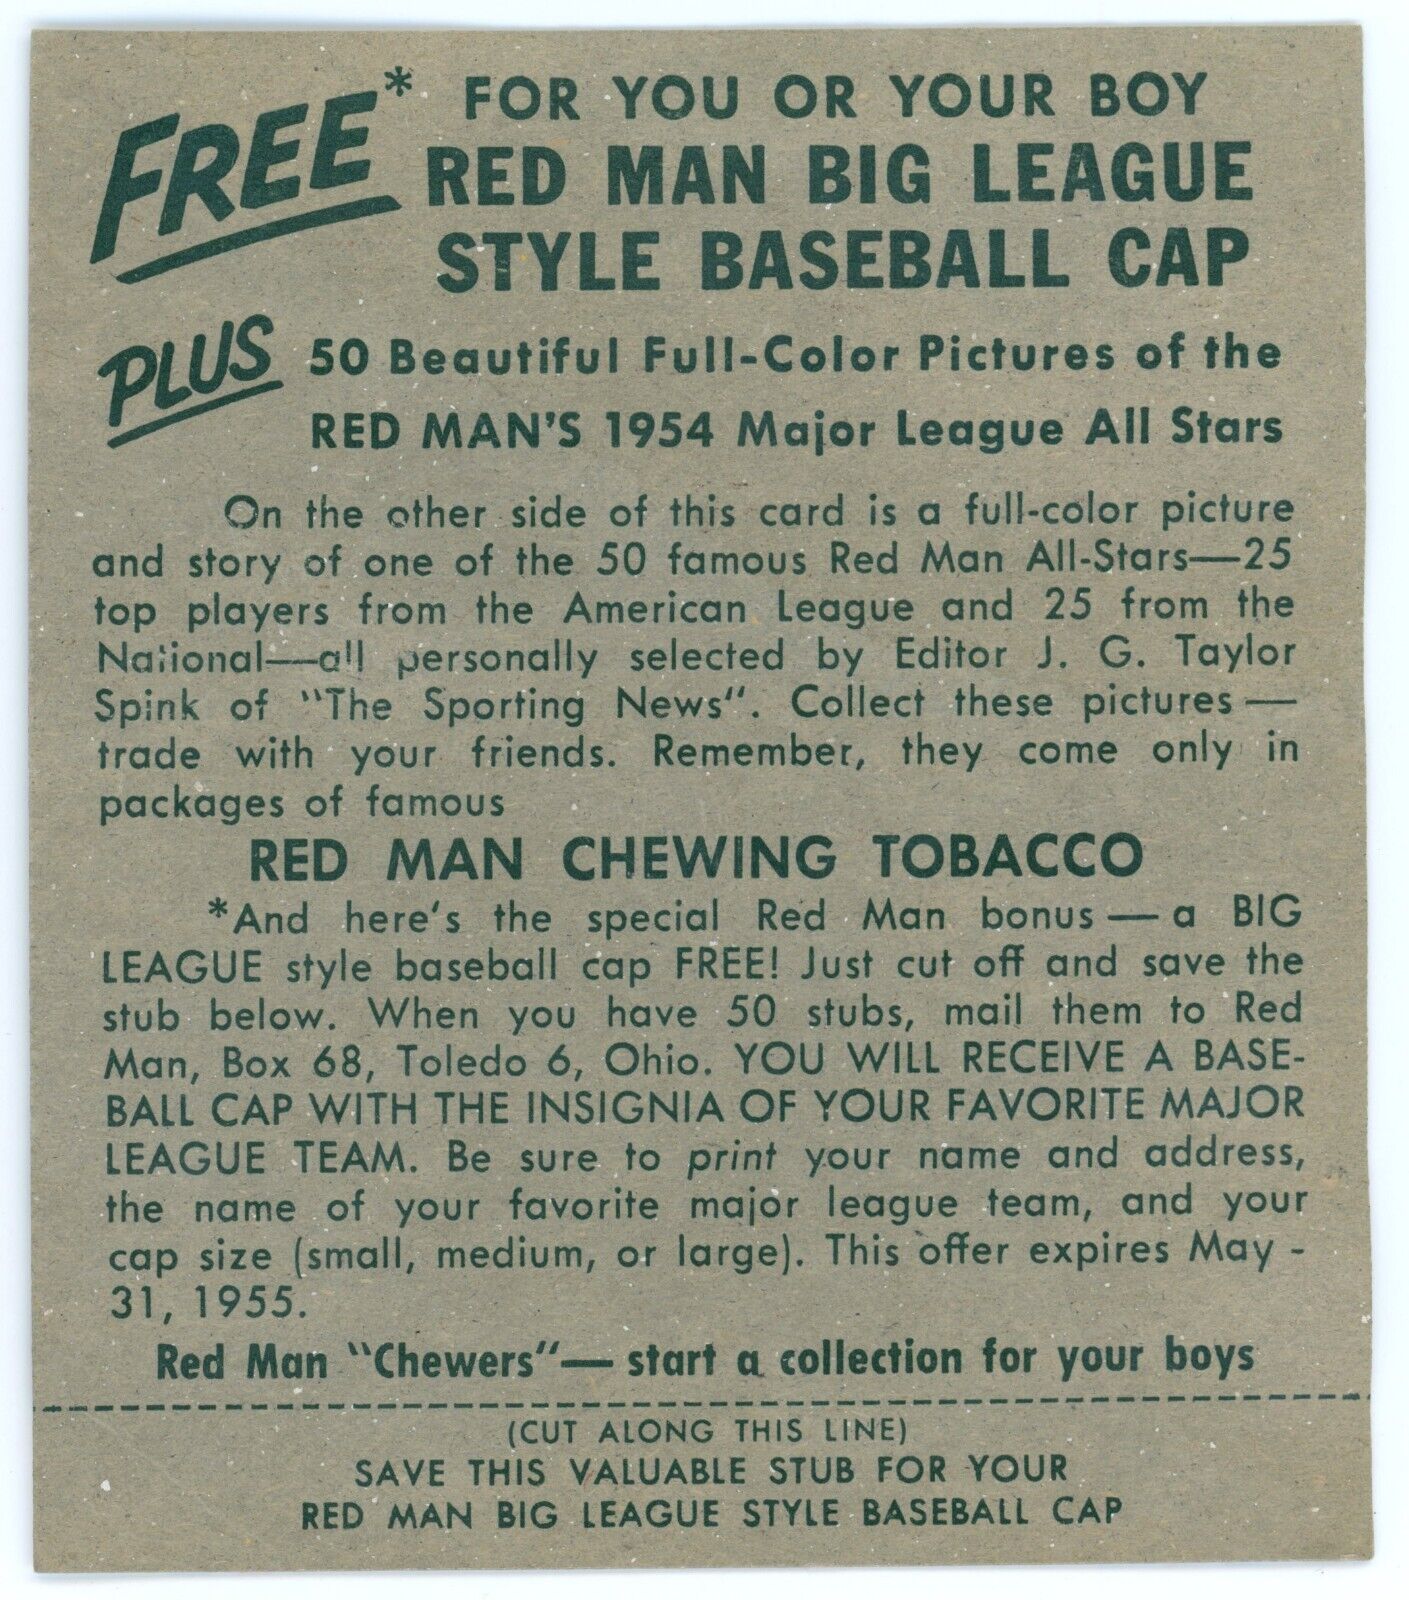 FREE* FOR YOU OR YOUR BOY
RED MAN BIG LEAGUE
STYLE BASEBALL CAP
PLUS 50 Beautiful Full-Color Pictures of the
RED MAN'S 1954 Major League All Stars
On the other side of this card is a full-color picture
and story of one of the 50 famous Red Man All-Stars—25
top players from the American League and 25 from the
National—all personally selected by Editor J. G. Taylor
Spink of "The Sporting News". Collect these pictures —
trade with your friends. Remember, they come only in
packages of famous
RED MAN CHEWING TOBACCO
*And here's the special Red Man bonus — a BIG
LEAGUE style baseball cap FREE! Just cut off and save the
stub below. When you have 50 stubs, mail them to Red
Man, Box 68, Toledo 6, Ohio. YOU WILL RECEIVE A BASE-
BALL CAP WITH THE INSIGNIA OF YOUR FAVORITE MAJOR
LEAGUE TEAM. Be sure to print your name and address,
the name of your favorite major league team, and your
cap size (small, medium, or large). This offer expires May -
31, 1955.
Red Man "Chewers"— start a collection for your boys
(CUT ALONG THIS LINE)
SAVE THIS VALUABLE STUB FOR YOUR
RED MAN BIG LEAGUE STYLE BASEBALL CAP